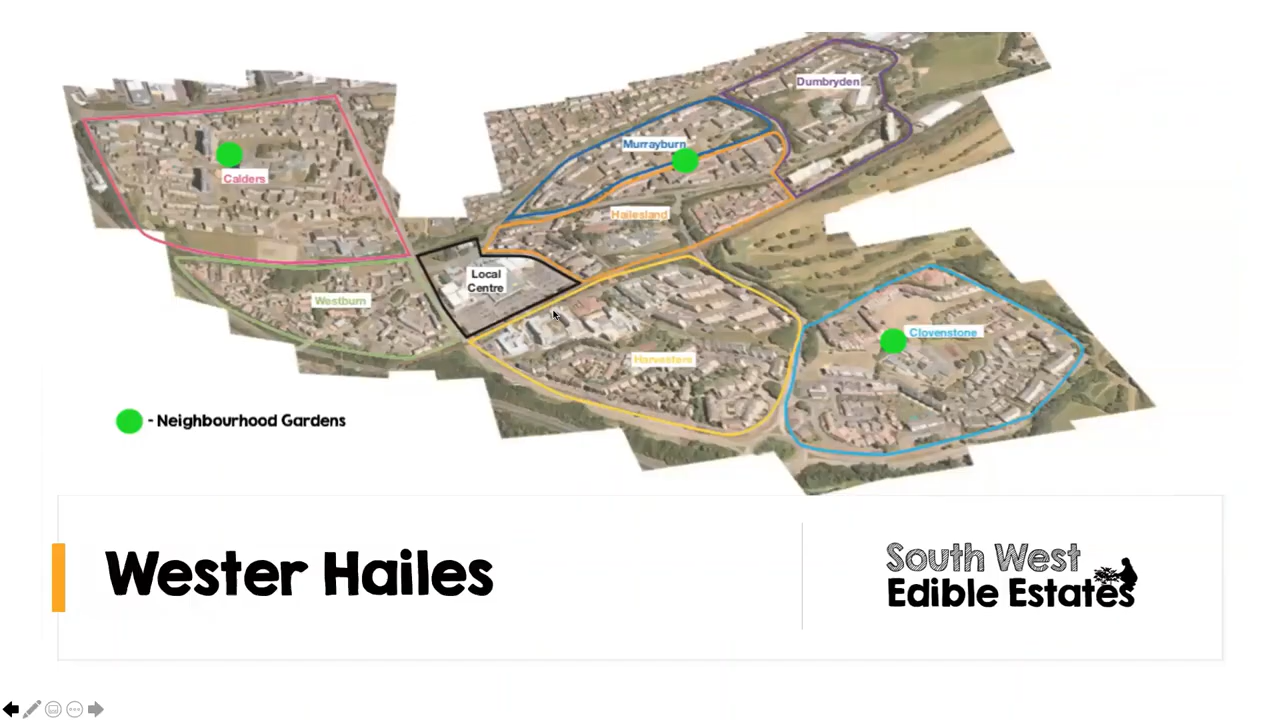 Dumbryden
Murrayburn
Calders
Hailesland
Local
Centre
Westburn
Clovenstone
Harvesters
- Neighbourhood Gardens
Wester Hailes
South West
Edible Estates